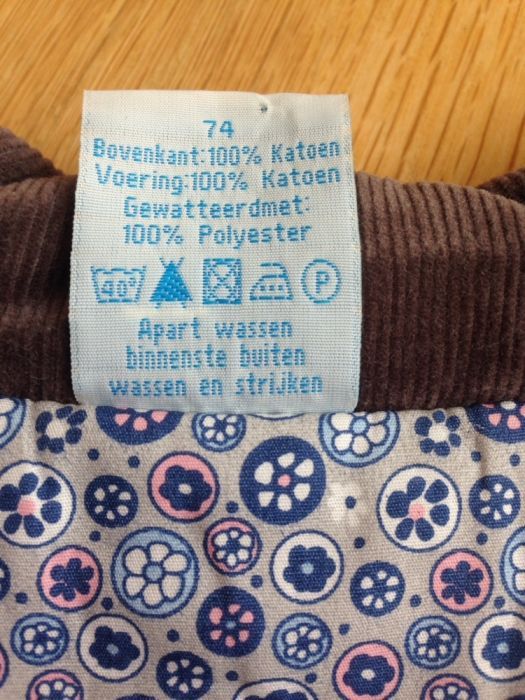 74
Bovenkant:100% Katoen
Voering:100% Katoen
Gewatteerdmet:
100% Polyester
40° P
Apart wassen
binnenste buiten
wassen en strijken